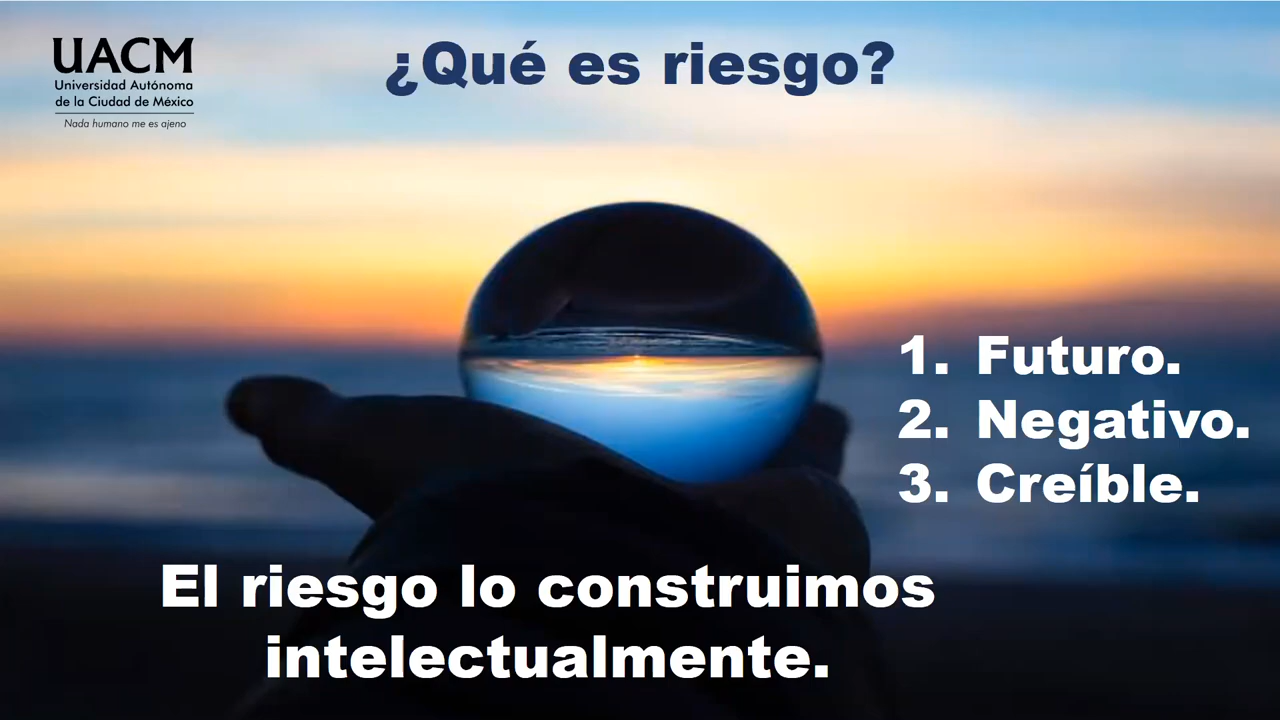 UACM
Universidad Autónoma
de la Ciudad de México
Nada humano me es ajeno
¿Qué es riesgo?
1. Futuro.
2. Negativo.
3. Creíble.
El riesgo lo construimos
intelectualmente.